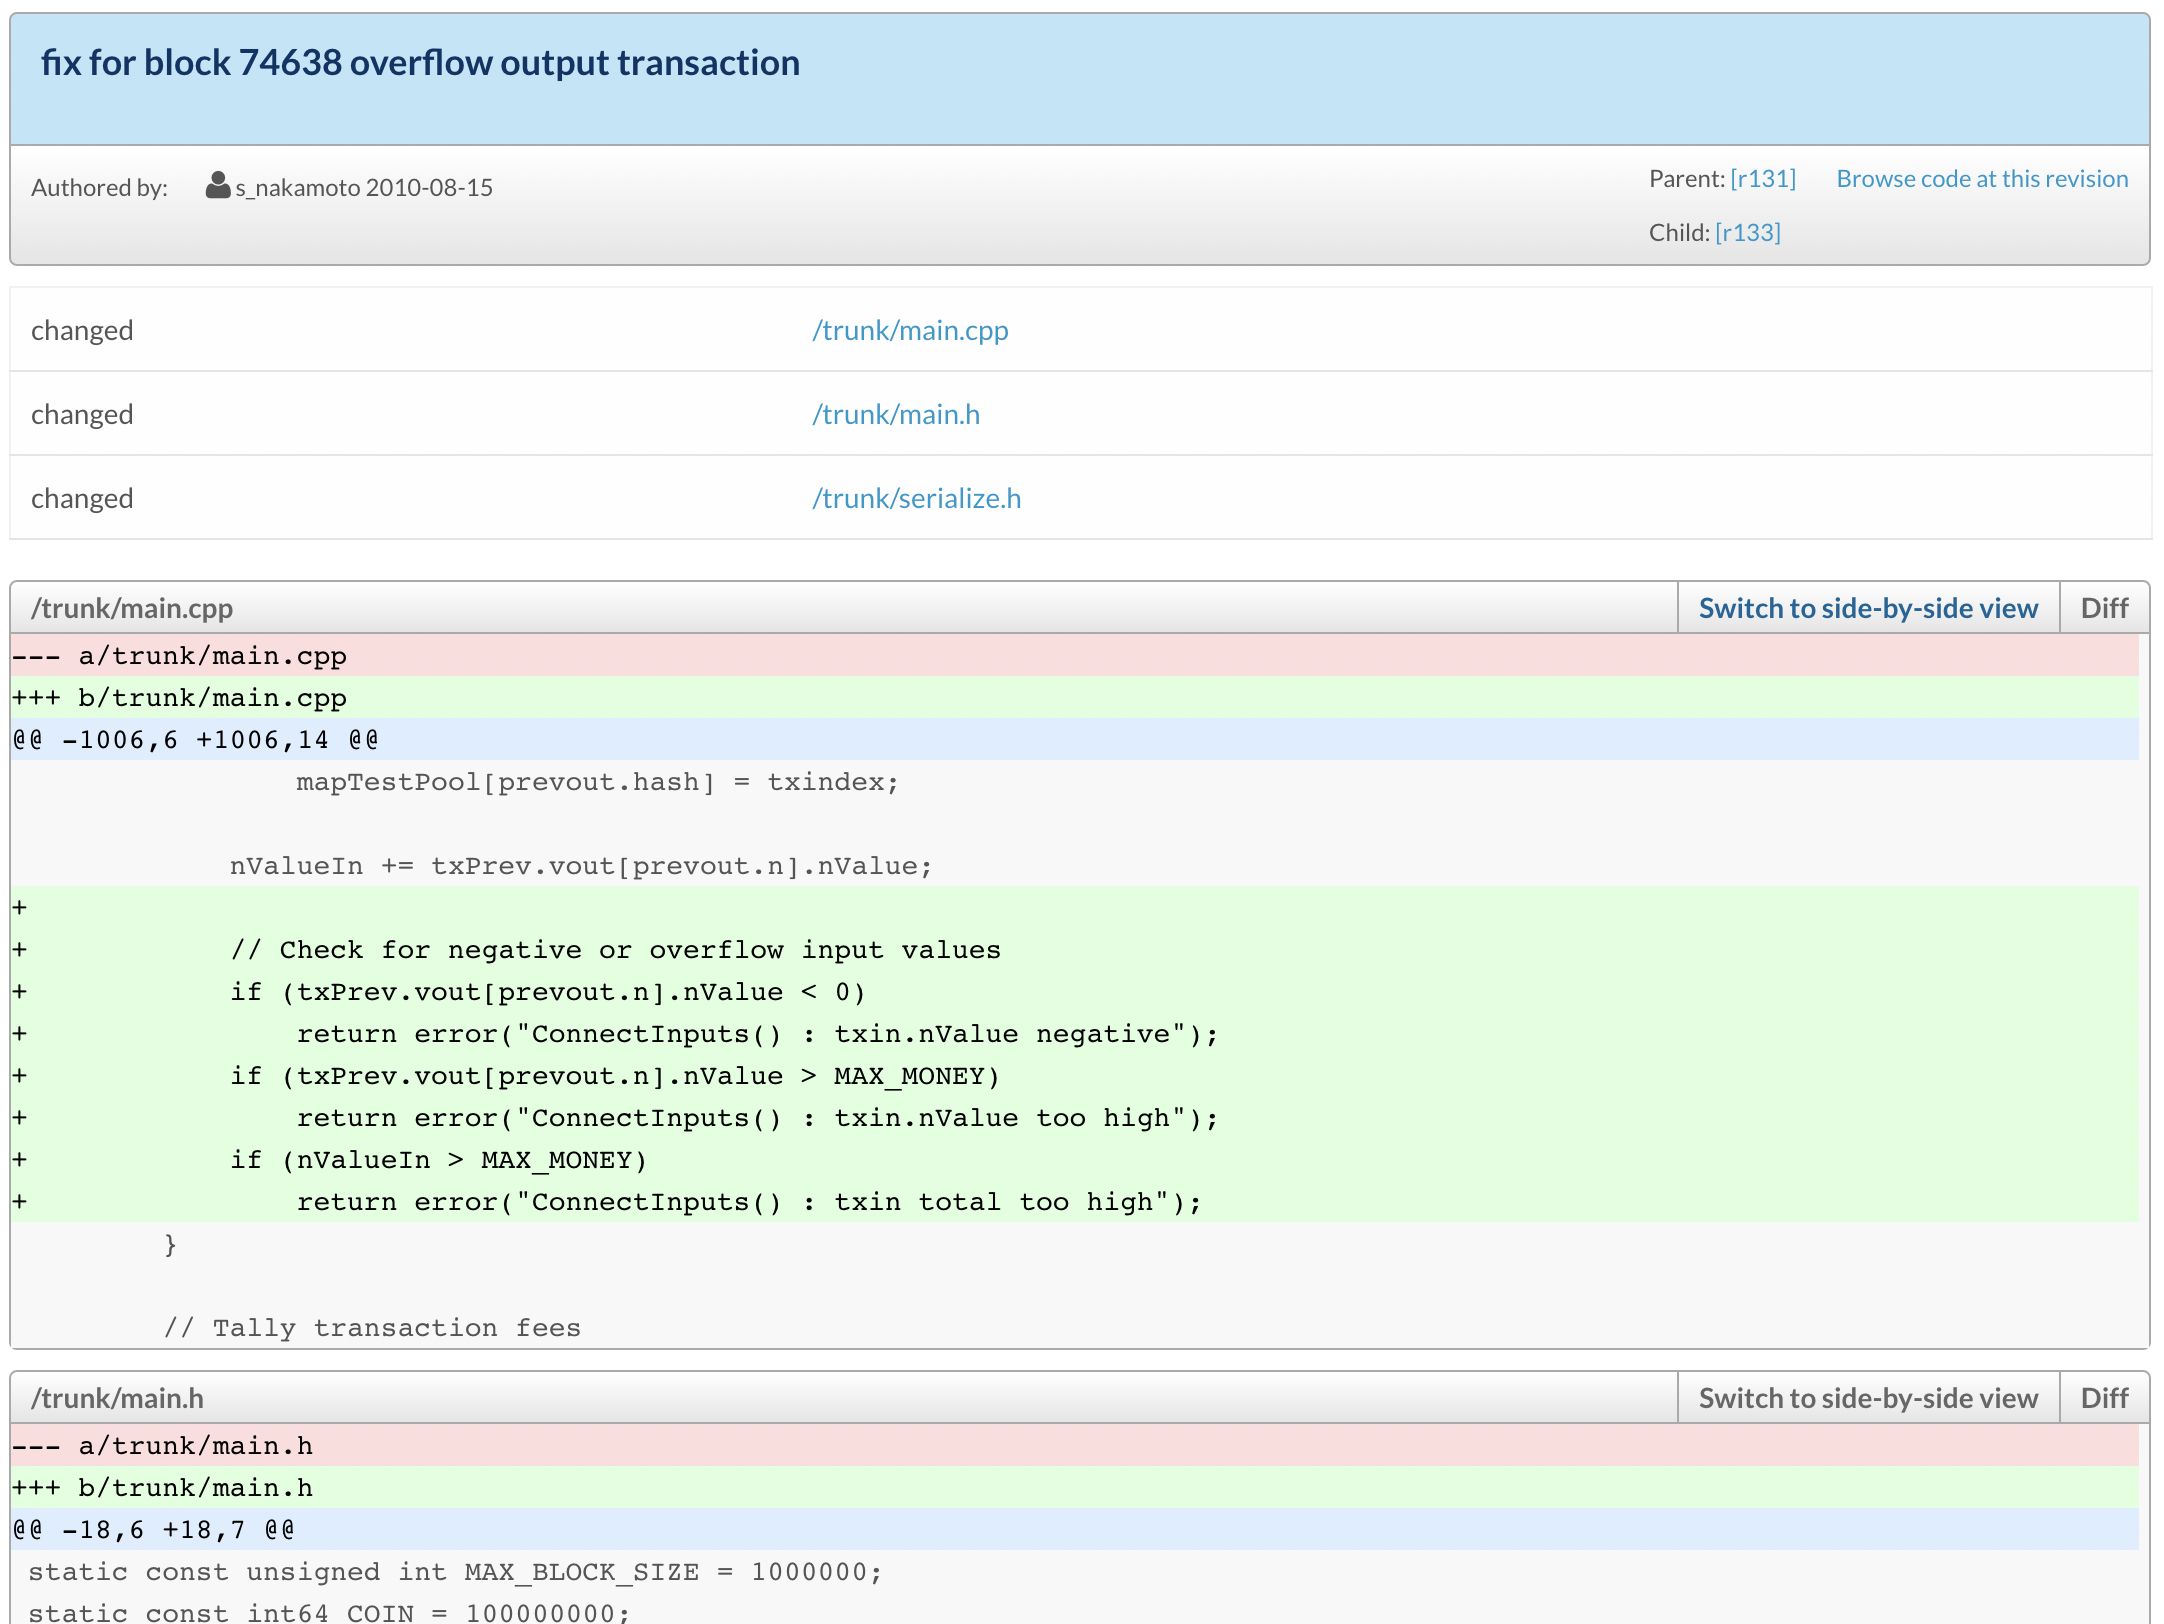 fix for block 74638 overflow output transaction
Authored by: s_nakamoto 2010-08-15
Parent: [r131] Browse code at this revision
Child: [r133]
changed /trunk/main.cpp
changed /trunk/main.h
changed /trunk/serialize.h
/trunk/main.cpp Switch to side-by-side view Diff
--- a/trunk/main.cpp
+++ b/trunk/main.cpp
@@ -1006,6 +1006,14 @@
                 mapTestPool[prevout.hash] = txindex;
             nValueIn += txPrev.vout[prevout.n].nValue;
+
+            // Check for negative or overflow input values
+            if (txPrev.vout[prevout.n].nValue < 0)
+                return error("ConnectInputs() : txin.nValue negative");
+            if (txPrev.vout[prevout.n].nValue > MAX_MONEY)
+                return error("ConnectInputs() : txin.nValue too high");
+            if (nValueIn > MAX_MONEY)
+                return error("ConnectInputs() : txin total too high");
         }
         // Tally transaction fees
/trunk/main.h Switch to side-by-side view Diff
--- a/trunk/main.h
+++ b/trunk/main.h
@@ -18,6 +18,7 @@
 static const unsigned int MAX_BLOCK_SIZE = 1000000;
 static const int64 COIN = 100000000;